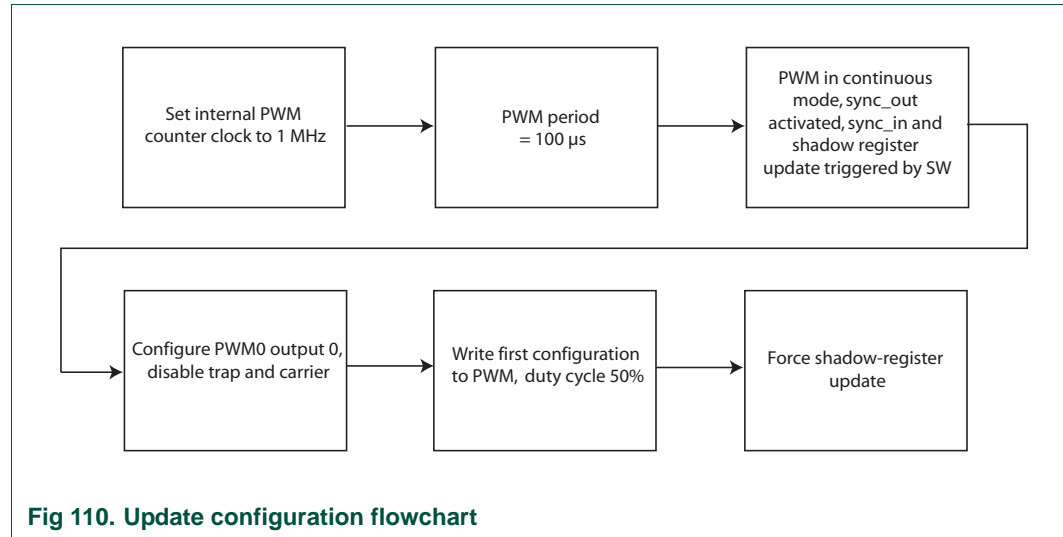 Set internal PWM
counter clock to 1 MHz
PWM period
= 100 µs
PWM in continuous
mode, sync_out
activated, sync_in and
shadow register
update triggered by SW
Configure PWM0 output 0,
disable trap and carrier
Write first configuration
to PWM, duty cycle 50%
Force shadow-register
update
Fig 110. Update configuration flowchart